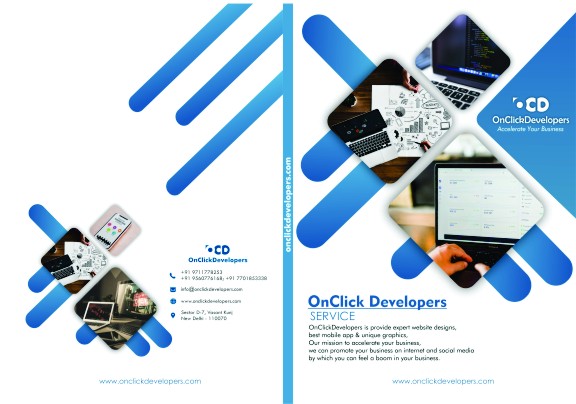 CD
OnClickDevelopers
+91 9711778253
+91 9560776168; +91 7701853338
info@onclickdevelopers.com
www.onclickdevelopers.com
Sector D-7, Vasant Kunj
New Delhi - 110070
www.onclickdevelopers.com
onclickdevelopers.com
CD
OnClickDevelopers
Accelerate Your Business
OnClick Developers
SERVICE
OnClickDevelopers is provide expert website designs,
best mobile app & unique graphics,
Our mission to accelerate your business,
we can promote your business on internet and social media
by which you can feel a boom in your business.
www.onclickdevelopers.com